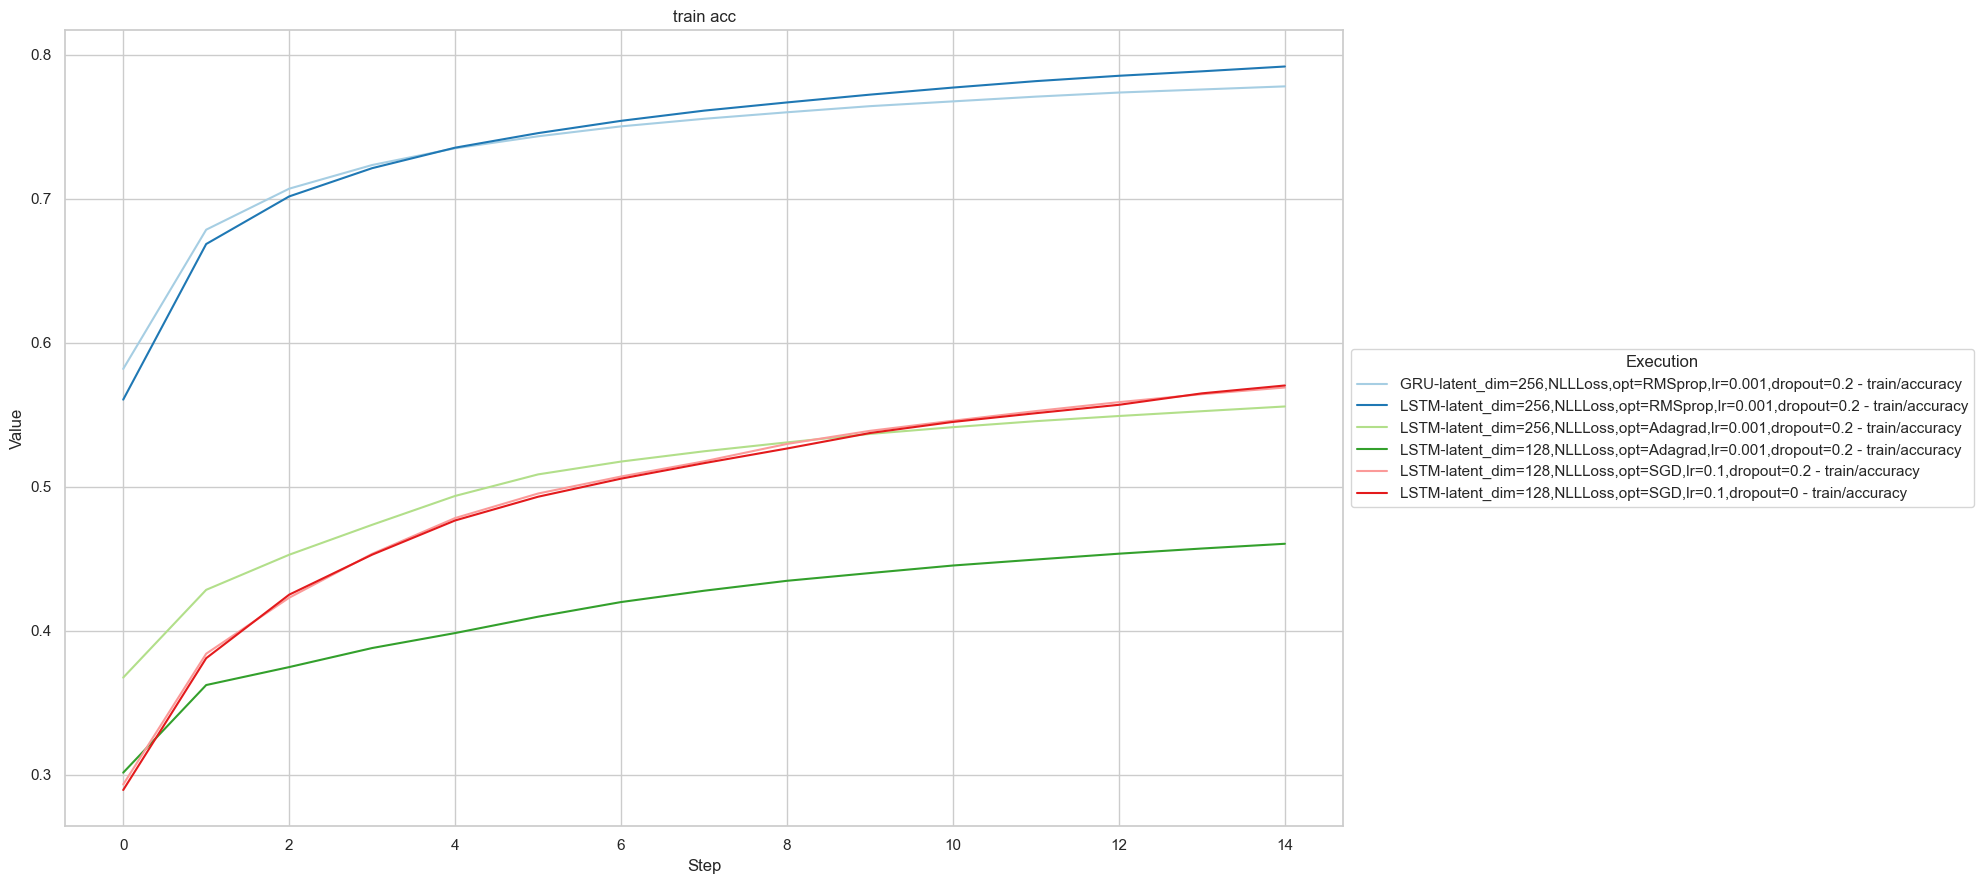 train acc
Value
0.8
0.7
0.6
0.5
0.4
0.3
0 2 4 6 8 10 12 14
Step
Execution
GRU-latent_dim=256,NLLLoss,opt=RMSprop,lr=0.001,dropout=0.2 - train/accuracy
LSTM-latent_dim=256,NLLLoss,opt=RMSprop,lr=0.001,dropout=0.2 - train/accuracy
LSTM-latent_dim=256,NLLLoss,opt=Adagrad,lr=0.001,dropout=0.2 - train/accuracy
LSTM-latent_dim=128,NLLLoss,opt=Adagrad,lr=0.001,dropout=0.2 - train/accuracy
LSTM-latent_dim=128,NLLLoss,opt=SGD,lr=0.1,dropout=0.2 - train/accuracy
LSTM-latent_dim=128,NLLLoss,opt=SGD,lr=0.1,dropout=0 - train/accuracy